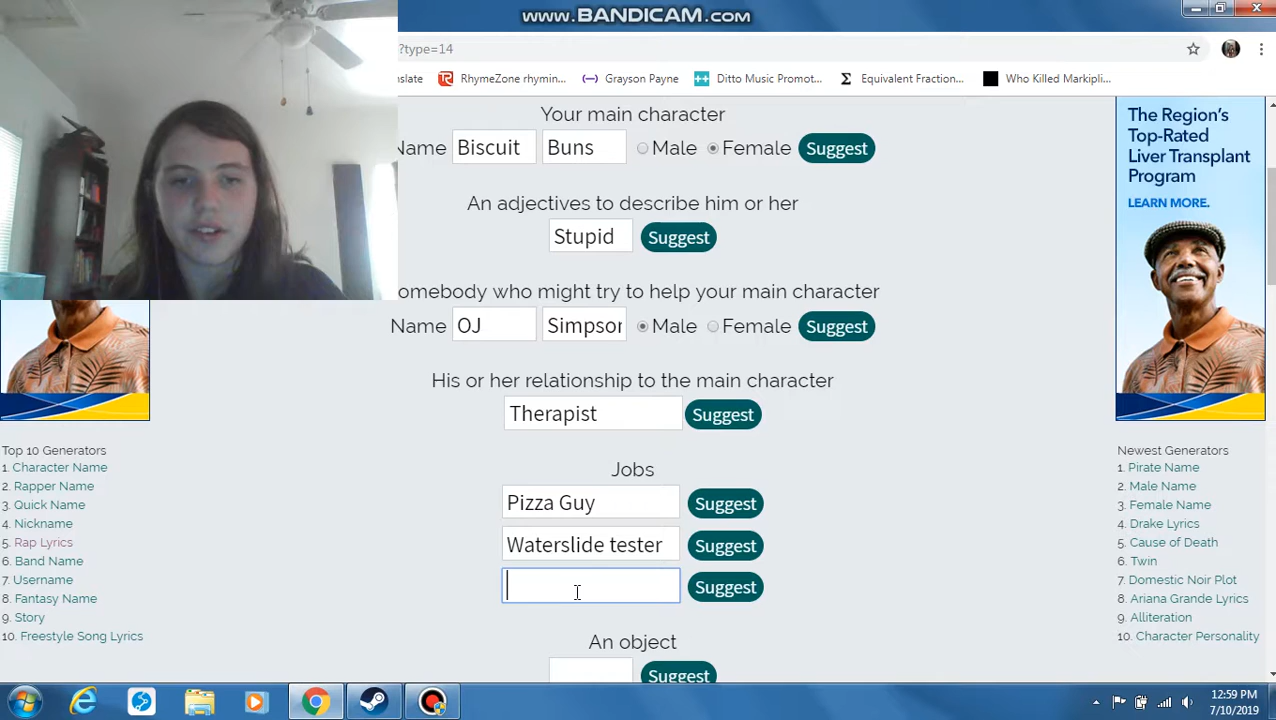 www.BANDICAM.com
?type=14
nslate RhymeZone rhymin... Grayson Payne Ditto Music Promot... Equivalent Fraction... Who Killed Markipli...
Your main character
Name Biscuit Buns Male Female Suggest
An adjectives to describe him or her
Stupid Suggest
omebody who might try to help your main character
Name OJ Simpson Male Female Suggest
His or her relationship to the main character
Therapist Suggest
Jobs
Pizza Guy Suggest
Waterslide tester Suggest
Suggest
An object
Suggest
Top 10 Generators
1. Character Name
2. Rapper Name
3. Quick Name
4. Nickname
5. Rap Lyrics
6. Band Name
7. Username
8. Fantasy Name
9. Story
10. Freestyle Song Lyrics
The Region's
Top-Rated
Liver Transplant
Program
LEARN MORE.
Newest Generators
1. Pirate Name
2. Male Name
3. Female Name
4. Drake Lyrics
5. Cause of Death
6. Twin
7. Domestic Noir Plot
8. Ariana Grande Lyrics
9. Alliteration
10. Character Personality
12:59 PM
7/10/2019